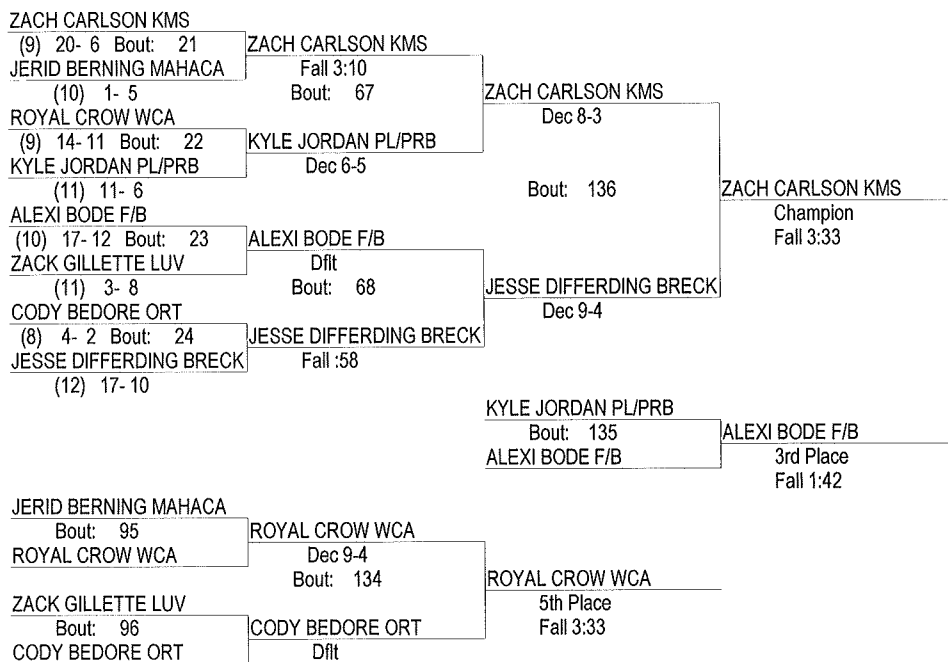 ZACH CARLSON KMS
(9) 20- 6 Bout: 21
JERID BERNING MAHACA
(10) 1- 5
ROYAL CROW WCA
(9) 14- 11 Bout: 22
KYLE JORDAN PL/PRB
(11) 11- 6
ALEXI BODE F/B
(10) 17- 12 Bout: 23
ZACK GILLETTE LUV
(11) 3- 8
CODY BEDORE ORT
(8) 4- 2 Bout: 24
JESSE DIFFERDING BRECK
(12) 17- 10
ZACH CARLSON KMS
Fall 3:10
Bout: 67
KYLE JORDAN PL/PRB
Dec 6-5
ALEXI BODE F/B
Dflt
Bout: 68
JESSE DIFFERDING BRECK
Fall :58
ZACH CARLSON KMS
Dec 8-3
Bout: 136
JESSE DIFFERDING BRECK
Dec 9-4
ZACH CARLSON KMS
Champion
Fall 3:33
KYLE JORDAN PL/PRB
Bout: 135
ALEXI BODE F/B
ALEXI BODE F/B
3rd Place
Fall 1:42
JERID BERNING MAHACA
Bout: 95
ROYAL CROW WCA
ZACK GILLETTE LUV
Bout: 96
CODY BEDORE ORT
ROYAL CROW WCA
Dec 9-4
Bout: 134
CODY BEDORE ORT
Dflt
ROYAL CROW WCA
5th Place
Fall 3:33